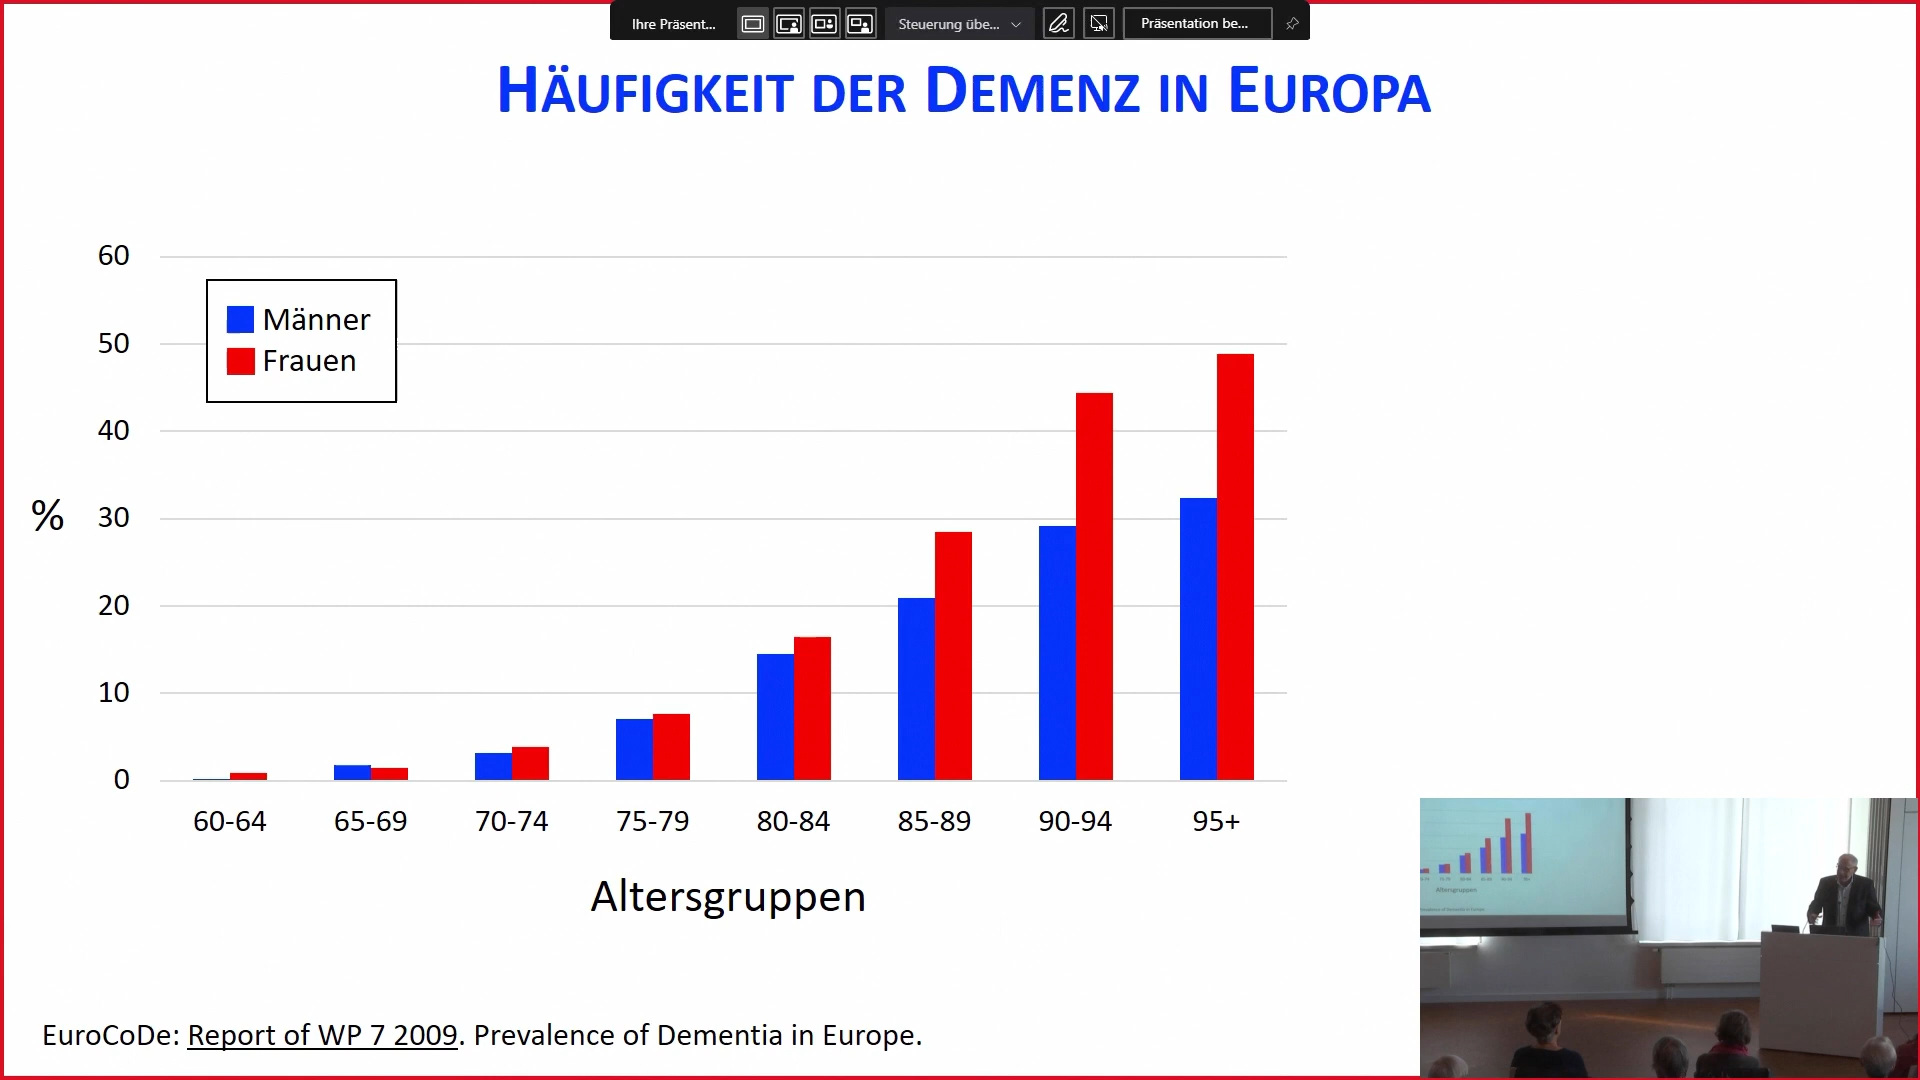 Ihre Präsent...
Steuerung übe...
Präsentation be...
HÄUFIGKEIT DER DEMENZ IN EUROPA
60
50
40
30
20
10
0
%
Männer
Frauen
60-64 65-69 70-74 75-79 80-84 85-89 90-94 95+
Altersgruppen
EuroCoDe: Report of WP 7 2009. Prevalence of Dementia in Europe.
Altersgruppen